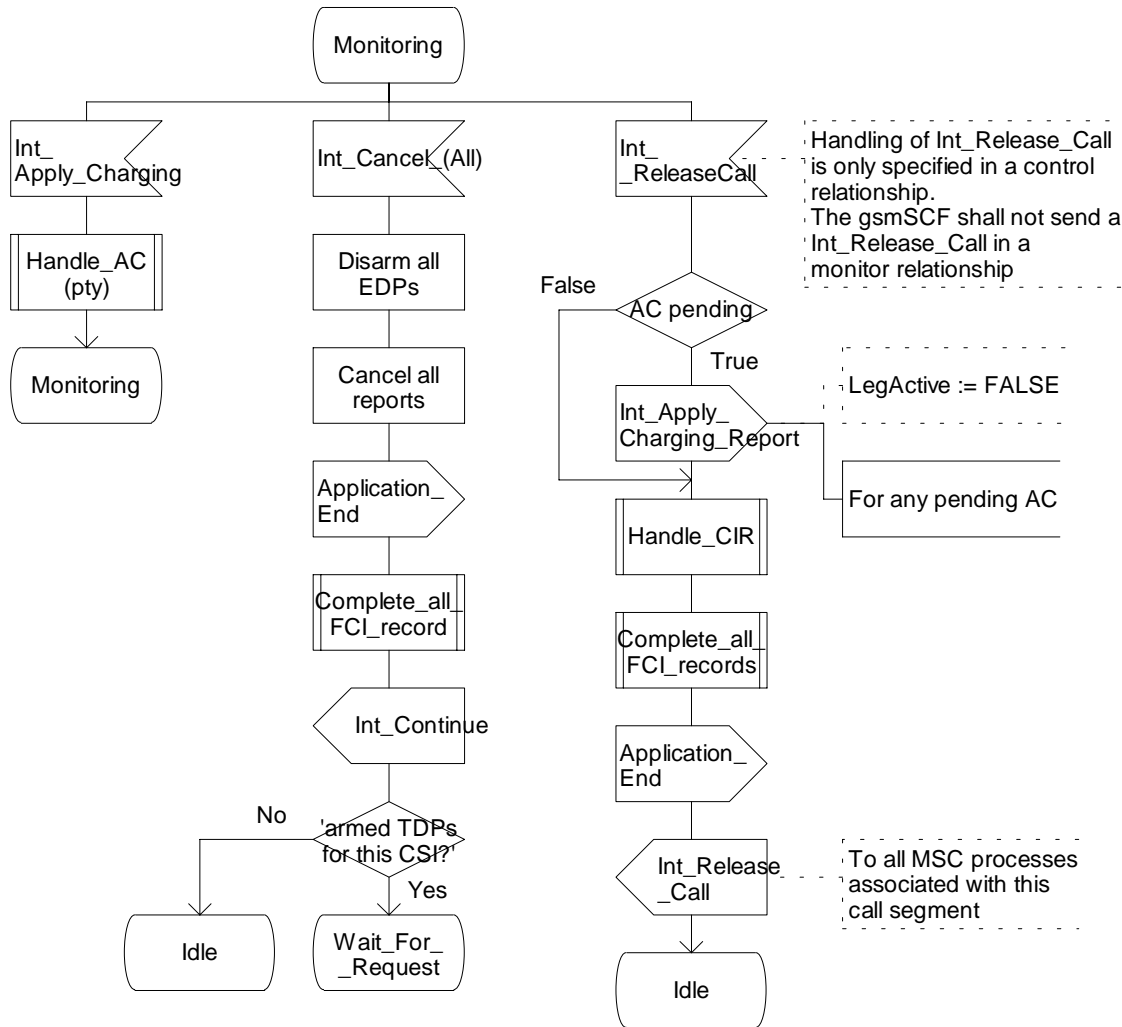 Monitoring
Int_
Apply_Charging
Handle_AC
(pty)
Monitoring
Int_Cancel_(All)
Disarm all
EDPs
Cancel all
reports
Application_
End
Complete_all_
FCI_record
Int_Continue
'armed TDPs
for this CSI?'
No
Yes
Idle
Wait_For_
_Request
Int_
_ReleaseCall
Handling of Int_Release_Call
is only specified in a control
relationship.
The gsmSCF shall not send a
Int_Release_Call in a
monitor relationship
AC pending
False
True
Int_Apply_
Charging_Report
LegActive := FALSE
For any pending AC
Handle_CIR
Complete_all_
FCI_records
Application_
End
Int_Release
_Call
To all MSC processes
associated with this
call segment
Idle